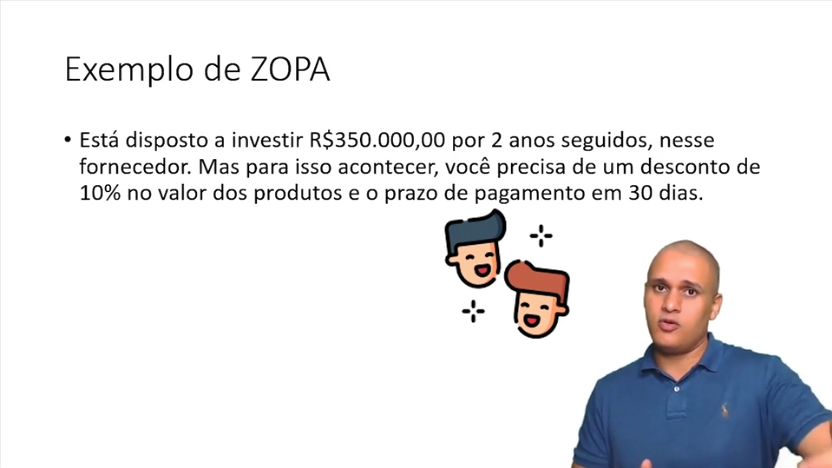 Exemplo de ZOPA
• Está disposto a investir R$350.000,00 por 2 anos seguidos, nesse
fornecedor. Mas para isso acontecer, você precisa de um desconto de
10% no valor dos produtos e o prazo de pagamento em 30 dias.